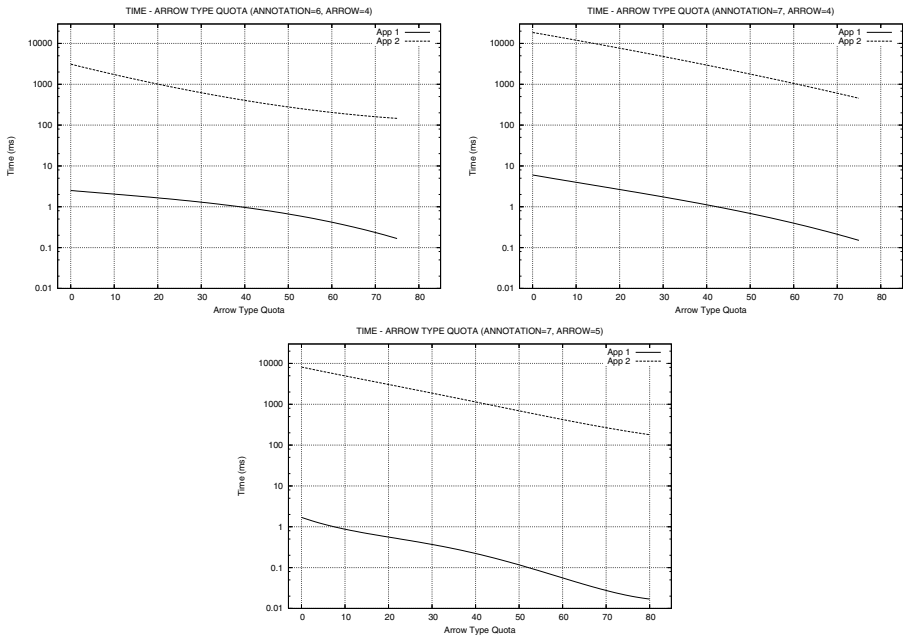 TIME - ARROW TYPE QUOTA (ANNOTATION=6, ARROW=4)
App 1
App 2
10000
1000
100
10
1
0.1
0.01
Time (ms)
0 10 20 30 40 50 60 70 80
Arrow Type Quota
TIME - ARROW TYPE QUOTA (ANNOTATION=7, ARROW=4)
App 1
App 2
10000
1000
100
10
1
0.1
0.01
Time (ms)
0 10 20 30 40 50 60 70 80
Arrow Type Quota
TIME - ARROW TYPE QUOTA (ANNOTATION=7, ARROW=5)
App 1
App 2
10000
1000
100
10
1
0.1
0.01
Time (ms)
0 10 20 30 40 50 60 70 80
Arrow Type Quota